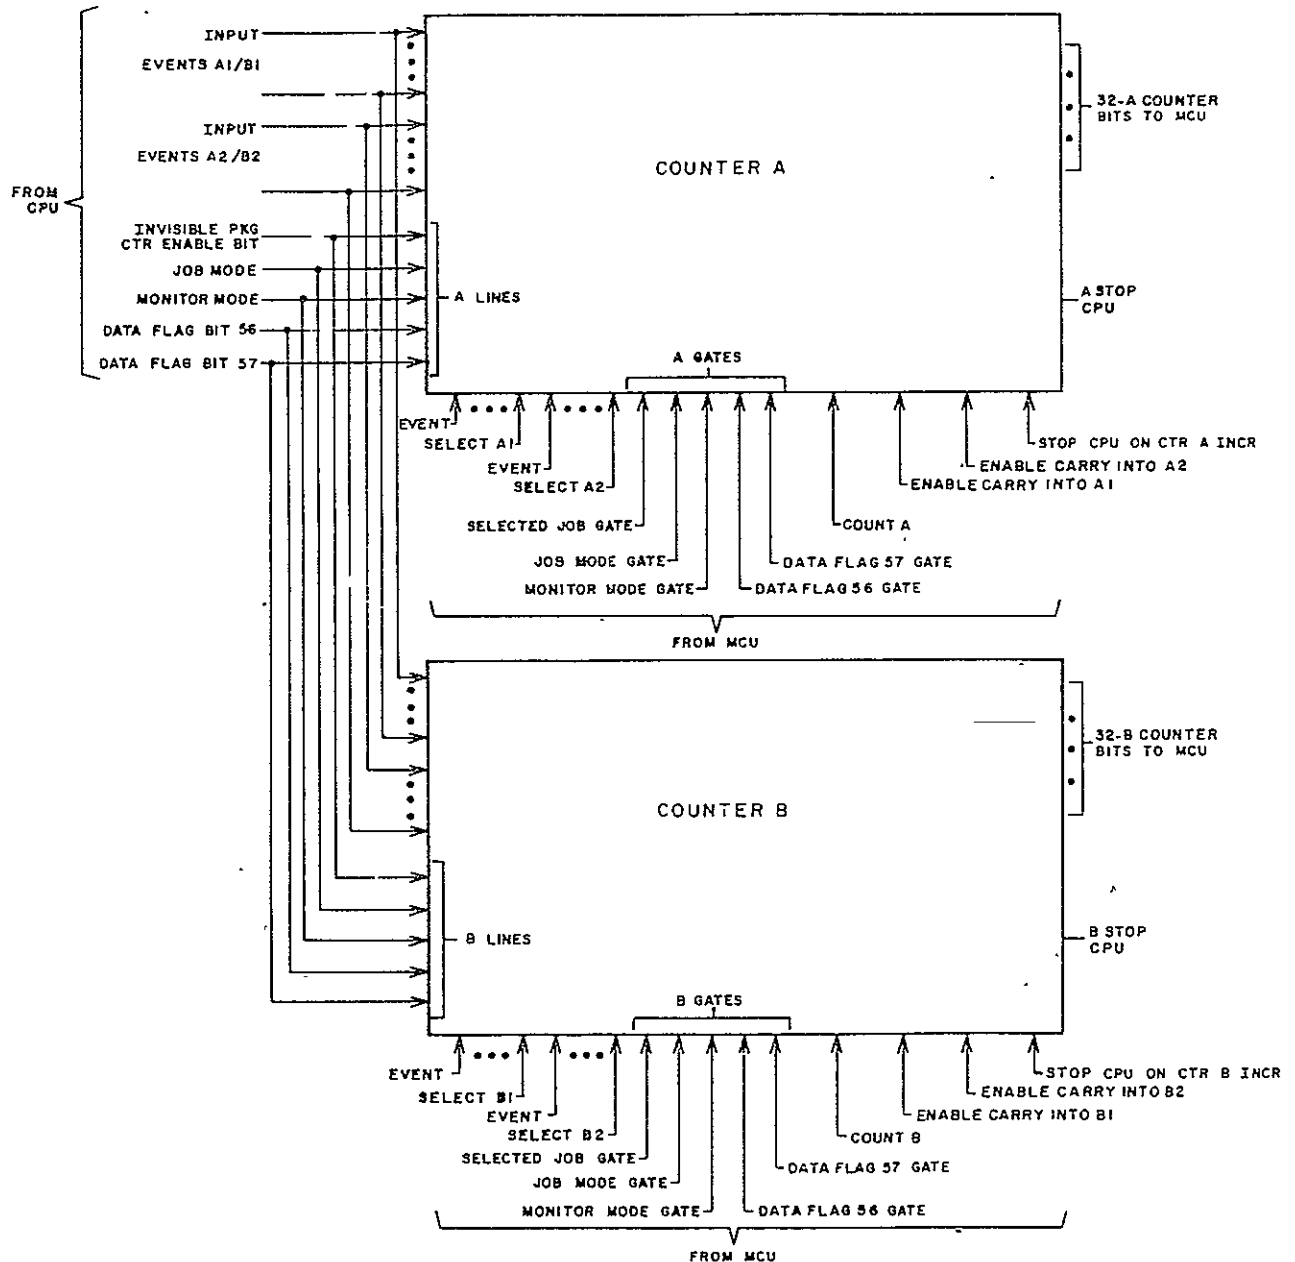 INPUT
EVENTS A1/B1
INPUT
EVENTS A2/B2
FROM
CPU
INVISIBLE PKG
CTR ENABLE BIT
JOB MODE
MONITOR MODE
DATA FLAG BIT 56
DATA FLAG BIT 57
COUNTER A
A LINES
A GATES
32-A COUNTER
BITS TO MCU
A STOP
CPU
EVENT
SELECT A1
EVENT
SELECT A2
SELECTED JOB GATE
JOB MODE GATE
MONITOR MODE GATE
DATA FLAG 56 GATE
DATA FLAG 57 GATE
COUNT A
ENABLE CARRY INTO A1
ENABLE CARRY INTO A2
STOP CPU ON CTR A INCR
FROM MCU
COUNTER B
B LINES
B GATES
32-B COUNTER
BITS TO MCU
B STOP
CPU
EVENT
SELECT B1
EVENT
SELECT B2
SELECTED JOB GATE
JOB MODE GATE
MONITOR MODE GATE
DATA FLAG 56 GATE
DATA FLAG 57 GATE
COUNT B
ENABLE CARRY INTO B1
ENABLE CARRY INTO B2
STOP CPU ON CTR B INCR
FROM MCU